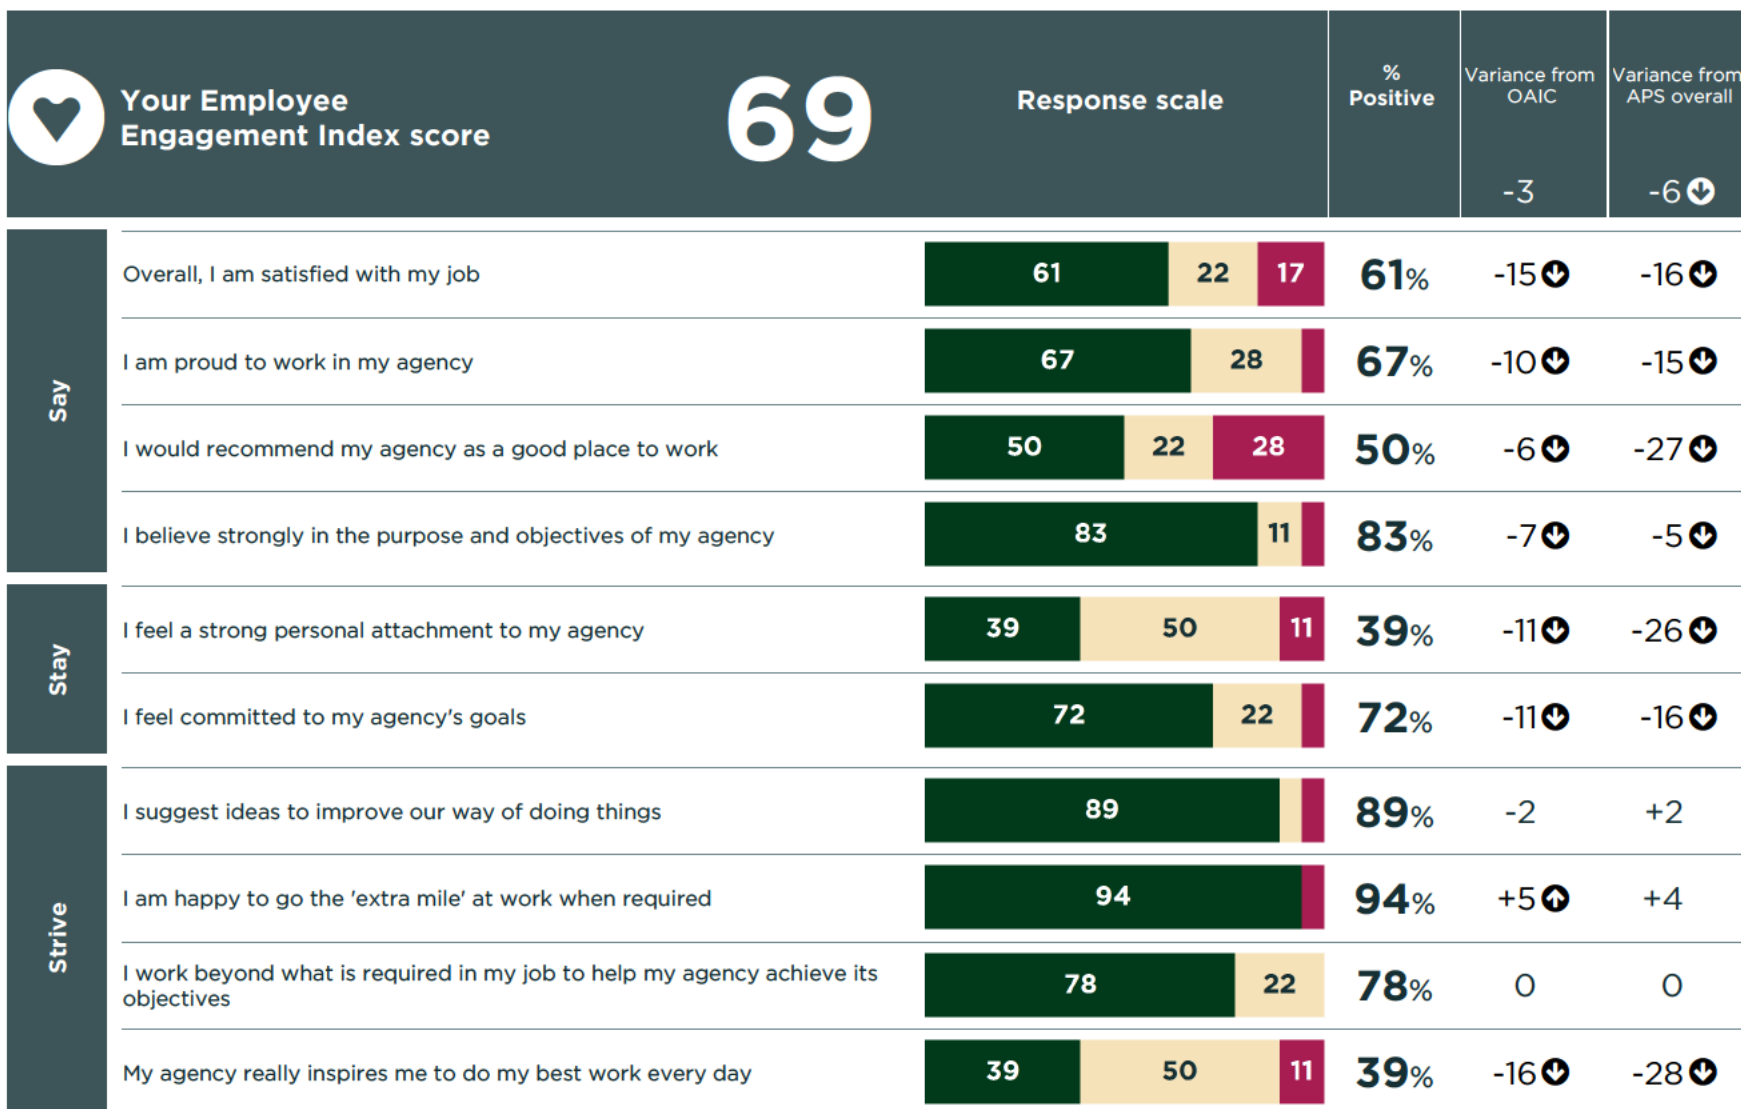 Your Employee
Engagement Index score
69
Response scale
%
Positive
Variance from
OAIC
-3
Variance from
APS overall
-6
Say
Overall, I am satisfied with my job
61 22 17 61% -15 -16
I am proud to work in my agency
67 28 67% -10 -15
I would recommend my agency as a good place to work
50 22 28 50% -6 -27
I believe strongly in the purpose and objectives of my agency
83 11 83% -7 -5
Stay
I feel a strong personal attachment to my agency
39 50 11 39% -11 -26
I feel committed to my agency's goals
72 22 72% -11 -16
Strive
I suggest ideas to improve our way of doing things
89 89% -2 +2
I am happy to go the 'extra mile' at work when required
94 94% +5 +4
I work beyond what is required in my job to help my agency achieve its
objectives
78 22 78% 0 0
My agency really inspires me to do my best work every day
39 50 11 39% -16 -28